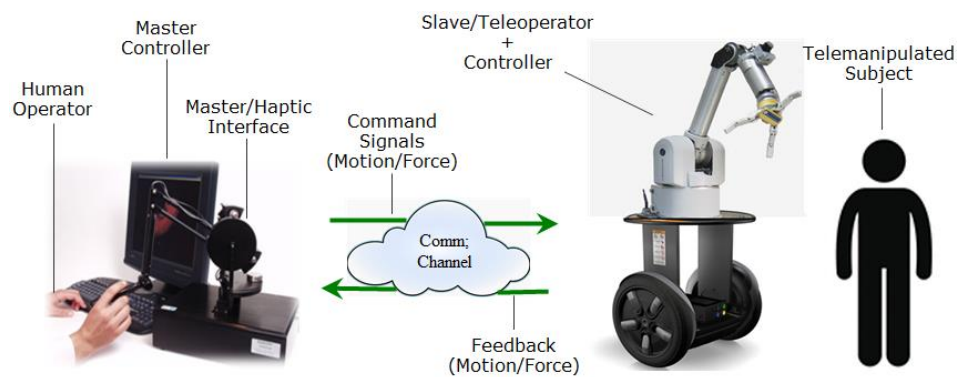 Human
Operator
Master
Controller
Master/Haptic
Interface
Command
Signals
(Motion/Force)
Comm;
Channel
Feedback
(Motion/Force)
Slave/Teleoperator
+
Controller
Telemanipulated
Subject